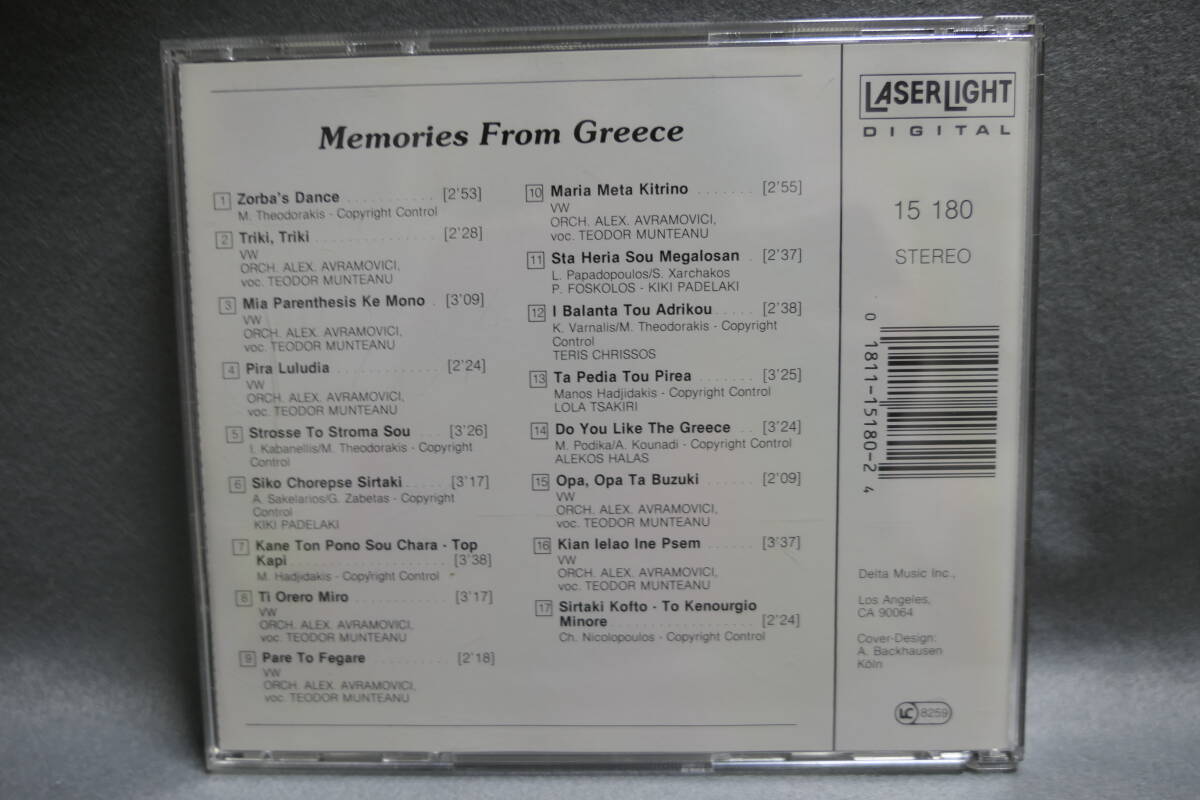 Memories From Greece
1 Zorba's Dance . . . . . . . . . . . [2'53]
M. Theodorakis - Copyright Control
2 Triki, Triki . . . . . . . . . . . . . . . [2'28]
VW
ORCH. ALEX. AVRAMOVICI,
voc. TEODOR MUNTEANU
3 Mia Parenthesis Ke Mono . [3'09]
VW
ORCH. ALEX. AVRAMOVICI,
voc. TEODOR MUNTEANU
4 Pira Luludia . . . . . . . . . . . . . [2'24]
VW
ORCH. ALEX. AVRAMOVICI,
voc. TEODOR MUNTEANU
5 Strosse To Stroma Sou . . . [3'26]
I. Kabanellis/M. Theodorakis - Copyright
Control
6 Siko Chorepse Sirtaki . . . . . [3'17]
A. Sakelarios/G. Zabetas - Copyright
Control
KIKI PADELAKI
7 Kane Ton Pono Sou Chara - Top
Kapi . . . . . . . . . . . . . . . . . . . [3'38]
M. Hadjidakis - Copyright Control
8 Ti Orero Miro . . . . . . . . . . . . [3'17]
VW
ORCH. ALEX. AVRAMOVICI,
voc. TEODOR MUNTEANU
9 Pare To Fegare . . . . . . . . . . [2'18]
VW
ORCH. ALEX. AVRAMOVICI,
voc. TEODOR MUNTEANU
10 Maria Meta Kitrino . . . . . . . [2'55]
VW
ORCH. ALEX. AVRAMOVICI,
voc. TEODOR MUNTEANU
11 Sta Heria Sou Megalosan . [2'37]
L. Papadopoulos/S. Xarchakos
P. FOSKOLOS - KIKI PADELAKI
12 I Balanta Tou Adrikou . . . . . [2'38]
K. Varnalis/M. Theodorakis - Copyright
Control
TERIS CHRISSOS
13 Ta Pedia Tou Pirea . . . . . . . [3'25]
Manos Hadjidakis - Copyright Control
LOLA TSAKIRI
14 Do You Like The Greece . . . [3'24]
M. Podika/A. Kounadi - Copyright Control
ALEKOS HALAS
15 Opa, Opa Ta Buzuki . . . . . . [2'09]
VW
ORCH. ALEX. AVRAMOVICI,
voc. TEODOR MUNTEANU
16 Kian Ielao Ine Psem . . . . . . [3'37]
VW
ORCH. ALEX. AVRAMOVICI,
voc. TEODOR MUNTEANU
17 Sirtaki Kofto - To Kenourgio
Minore . . . . . . . . . . . . . . . . . [2'24]
Ch. Nicolopoulos - Copyright Control
LASERLIGHT
DIGITAL
15 180
STEREO
0 1811-15180-2 4
Delta Music Inc.,
Los Angeles,
CA 90064
Cover-Design:
A. Backhausen
Köln
LC 8259